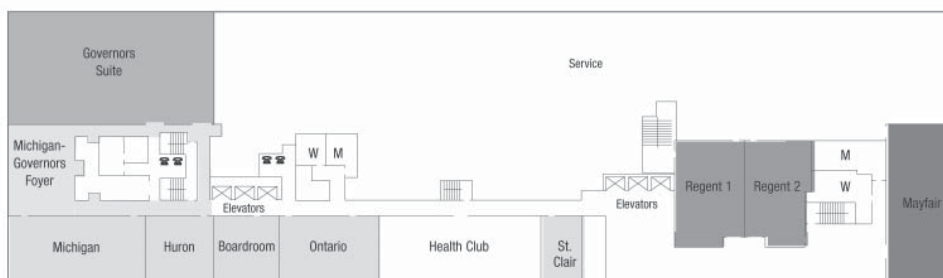 Governors
Suite
Service
Michigan-
Governors
Foyer
W
M
M
W
Regent 1
Regent 2
Mayfair
Elevators
Elevators
Michigan
Huron
Boardroom
Ontario
Health Club
St.
Clair